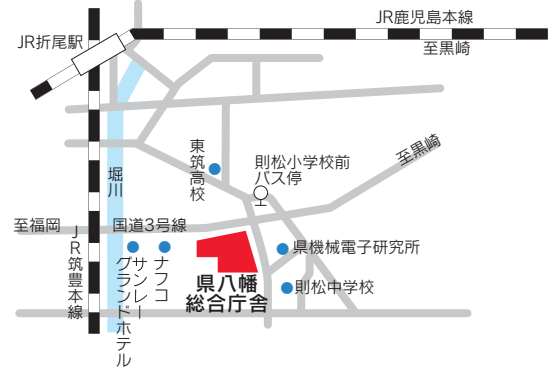 JR鹿児島本線
JR折尾駅
至黒崎
東筑高校
則松小学校前
バス停
至黒崎
堀川
至福岡
国道3号線
JR筑豊本線
県機械電子研究所
サンレー
グランドホテル
ナフコ
県八幡
総合庁舎
則松中学校